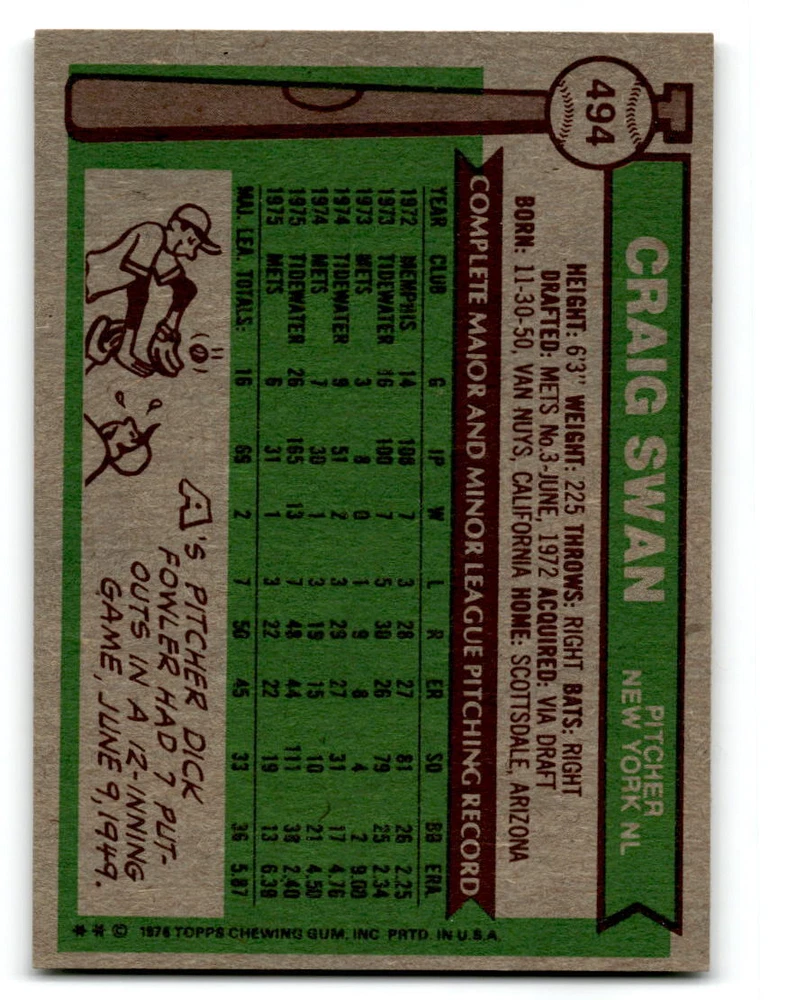 494
CRAIG SWAN
PITCHER
NEW YORK NL
HEIGHT: 6'3" WEIGHT: 225 THROWS: RIGHT BATS: RIGHT
DRAFTED: METS No.3-JUNE, 1972 ACQUIRED: VIA DRAFT
BORN: 11-30-50, VAN NUYS, CALIFORNIA HOME: SCOTTSDALE, ARIZONA
COMPLETE MAJOR AND MINOR LEAGUE PITCHING RECORD
YEAR CLUB G IP W L R ER SO BB ERA
1972 MEMPHIS 14 108 7 3 28 27 81 26 2.25
1973 TIDEWATER 16 100 7 5 30 26 79 25 2.34
1973 METS 3 8 0 1 9 8 4 2 9.00
1974 TIDEWATER 9 51 2 3 29 27 31 17 4.76
1974 METS 7 30 1 3 19 15 10 21 4.50
1975 TIDEWATER 26 165 13 7 48 44 111 38 2.40
1975 METS 6 31 1 3 22 22 19 13 6.39
MAJ. LEA. TOTALS: 16 69 2 7 50 45 33 36 5.87
A's PITCHER DICK
FOWLER HAD 7 PUT-
OUTS IN A 12-INNING
GAME, JUNE 9, 1949.
** © 1976 TOPPS CHEWING GUM, INC. PRTD. IN U.S.A.